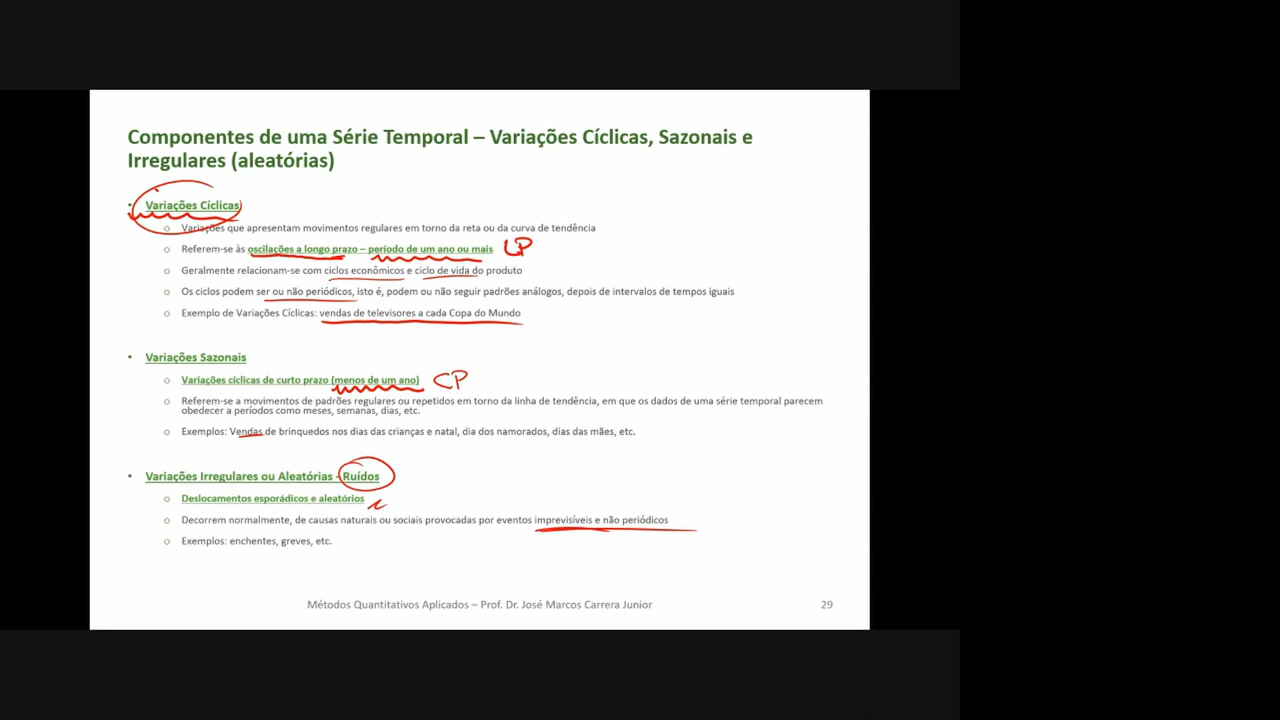 Componentes de uma Série Temporal – Variações Cíclicas, Sazonais e
Irregulares (aleatórias)
• Variações Cíclicas
o Variações que apresentam movimentos regulares em torno da reta ou da curva de tendência
o Referem-se às oscilações a longo prazo – período de um ano ou mais LP
o Geralmente relacionam-se com ciclos econômicos e ciclo de vida do produto
o Os ciclos podem ser ou não periódicos, isto é, podem ou não seguir padrões análogos, depois de intervalos de tempos iguais
o Exemplo de Variações Cíclicas: vendas de televisores a cada Copa do Mundo
• Variações Sazonais
o Variações cíclicas de curto prazo (menos de um ano) CP
o Referem-se a movimentos de padrões regulares ou repetidos em torno da linha de tendência, em que os dados de uma série temporal parecem
obedecer a períodos como meses, semanas, dias, etc.
o Exemplos: Vendas de brinquedos nos dias das crianças e natal, dia dos namorados, dias das mães, etc.
• Variações Irregulares ou Aleatórias - Ruídos
o Deslocamentos esporádicos e aleatórios
o Decorrem normalmente, de causas naturais ou sociais provocadas por eventos imprevisíveis e não periódicos
o Exemplos: enchentes, greves, etc.
Métodos Quantitativos Aplicados – Prof. Dr. José Marcos Carrera Junior 29